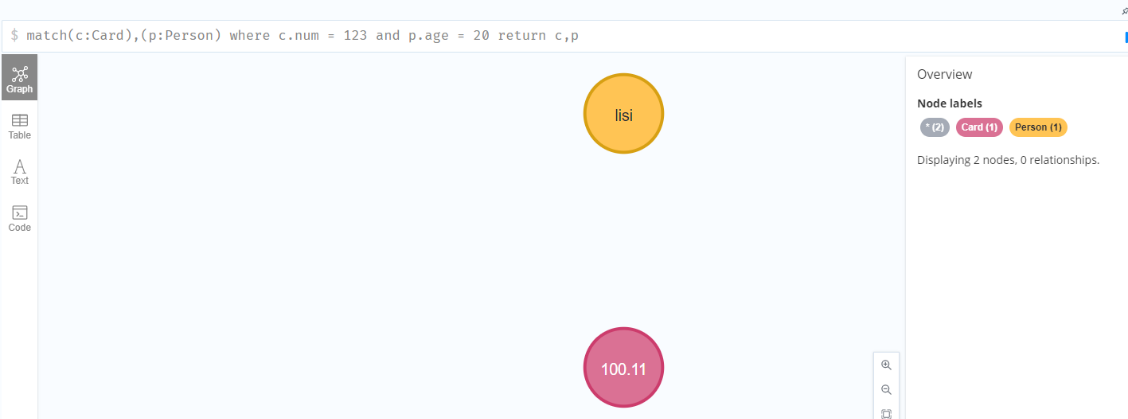 $ match(c:Card),(p:Person) where c.num = 123 and p.age = 20 return c,p
Graph
Table
A
Text
Code
lisi
100.11
Overview
Node labels
* (2) Card (1) Person (1)
Displaying 2 nodes, 0 relationships.